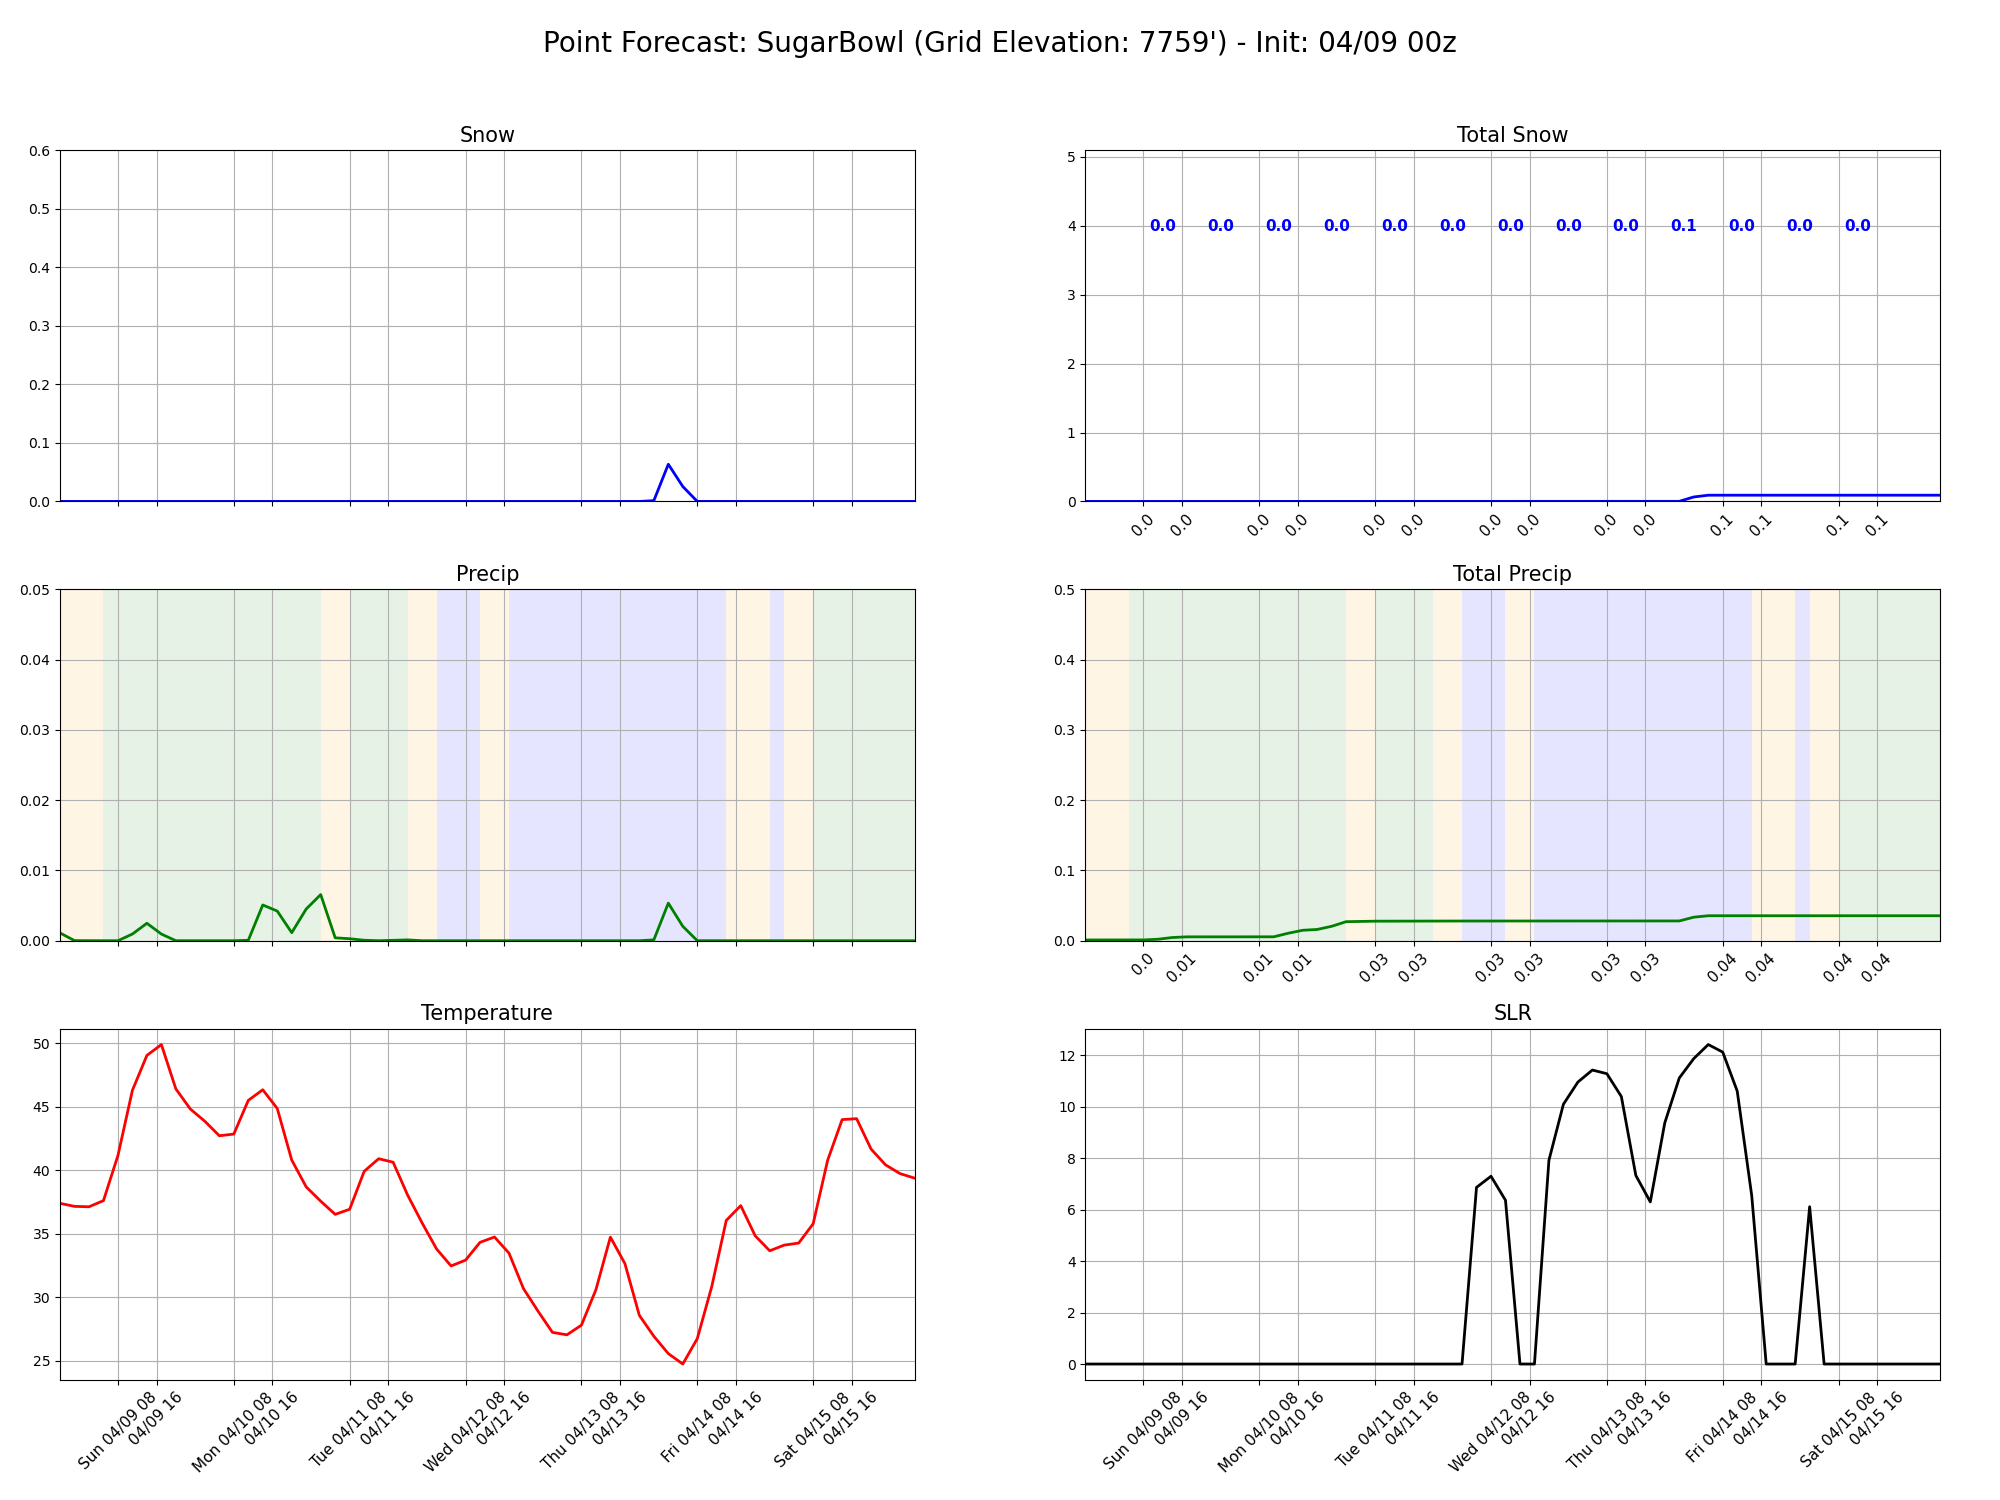 Point Forecast: SugarBowl (Grid Elevation: 7759') - Init: 04/09 00z
Snow
0.6
0.5
0.4
0.3
0.2
0.1
0.0
Total Snow
5
4
3
2
1
0
0.0 0.0 0.0 0.0 0.0 0.0 0.0 0.0 0.0 0.1 0.0 0.0 0.0
0.0 0.0 0.0 0.0 0.0 0.0 0.0 0.0 0.0 0.0 0.1 0.1 0.1 0.1
Precip
0.05
0.04
0.03
0.02
0.01
0.00
Total Precip
0.5
0.4
0.3
0.2
0.1
0.0
0.0 0.01 0.01 0.01 0.03 0.03 0.03 0.03 0.03 0.03 0.04 0.04 0.04 0.04
Temperature
50
45
40
35
30
25
Sun 04/09 08
04/09 16
Mon 04/10 08
04/10 16
Tue 04/11 08
04/11 16
Wed 04/12 08
04/12 16
Thu 04/13 08
04/13 16
Fri 04/14 08
04/14 16
Sat 04/15 08
04/15 16
SLR
12
10
8
6
4
2
0
Sun 04/09 08
04/09 16
Mon 04/10 08
04/10 16
Tue 04/11 08
04/11 16
Wed 04/12 08
04/12 16
Thu 04/13 08
04/13 16
Fri 04/14 08
04/14 16
Sat 04/15 08
04/15 16